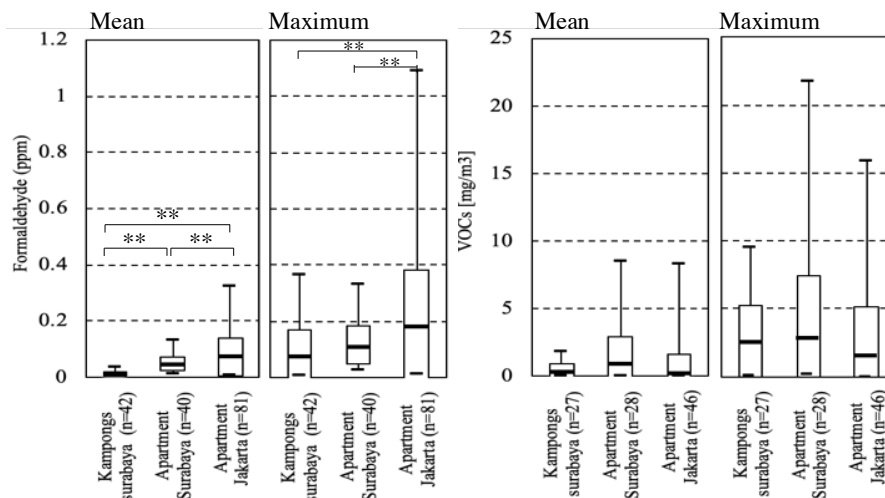 Mean
Maximum
Formaldehyde (ppm)
1.2
1
0.8
0.6
0.4
0.2
0
**
**
**
**
**
Kampongs
surabaya (n=42)
Apartment
Surabaya (n=40)
Apartment
Jakarta (n=81)
Kampongs
surabaya (n=42)
Apartment
Surabaya (n=40)
Apartment
Jakarta (n=81)
Mean
Maximum
VOCs [mg/m3]
25
20
15
10
5
0
Kampongs
surabaya (n=27)
Apartment
Surabaya (n=28)
Apartment
Jakarta (n=46)
Kampongs
surabaya (n=27)
Apartment
Surabaya (n=28)
Apartment
Jakarta (n=46)